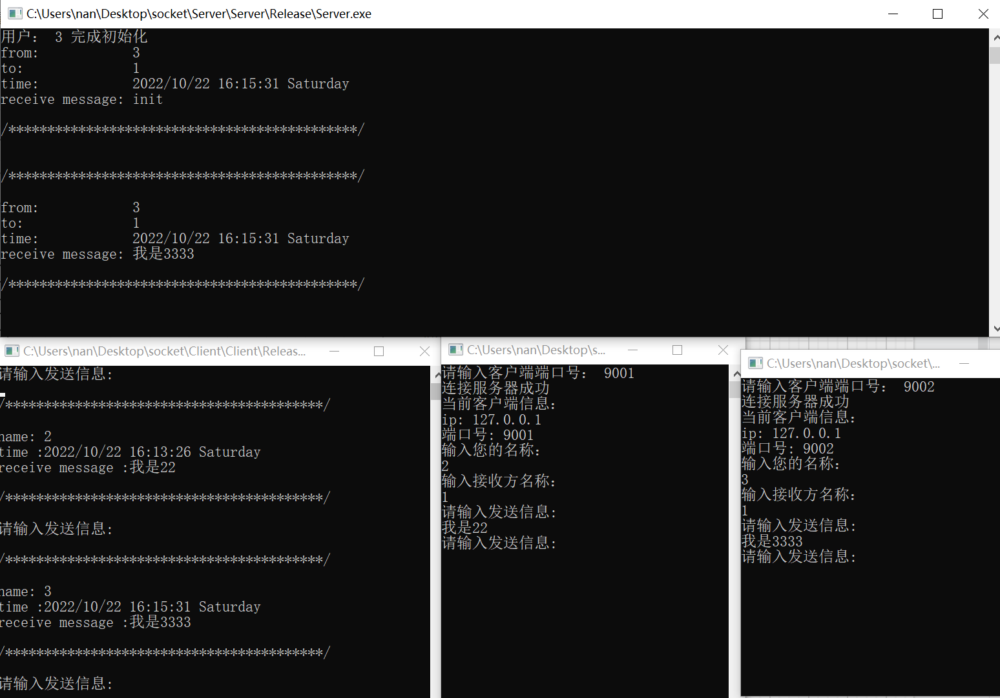 C:\Users\nan\Desktop\socket\Server\Server\Release\Server.exe
用户： 3 完成初始化
from: 3
to: 1
time: 2022/10/22 16:15:31 Saturday
receive message: init
/*********************************************/
/*********************************************/
from: 3
to: 1
time: 2022/10/22 16:15:31 Saturday
receive message: 我是3333
/*********************************************/
C:\Users\nan\Desktop\socket\Client\Client\Releas...
请输入发送信息:
/*****************************************/
name: 2
time :2022/10/22 16:13:26 Saturday
receive message :我是22
/*****************************************/
请输入发送信息:
/*****************************************/
name: 3
time :2022/10/22 16:15:31 Saturday
receive message :我是3333
/*****************************************/
请输入发送信息:
C:\Users\nan\Desktop\s...
请输入客户端端口号： 9001
连接服务器成功
当前客户端信息：
ip: 127.0.0.1
端口号: 9001
输入您的名称：
2
输入接收方名称：
1
请输入发送信息:
我是22
请输入发送信息:
C:\Users\nan\Desktop\socket\...
请输入客户端端口号： 9002
连接服务器成功
当前客户端信息：
ip: 127.0.0.1
端口号: 9002
输入您的名称：
3
输入接收方名称：
1
请输入发送信息:
我是3333
请输入发送信息: